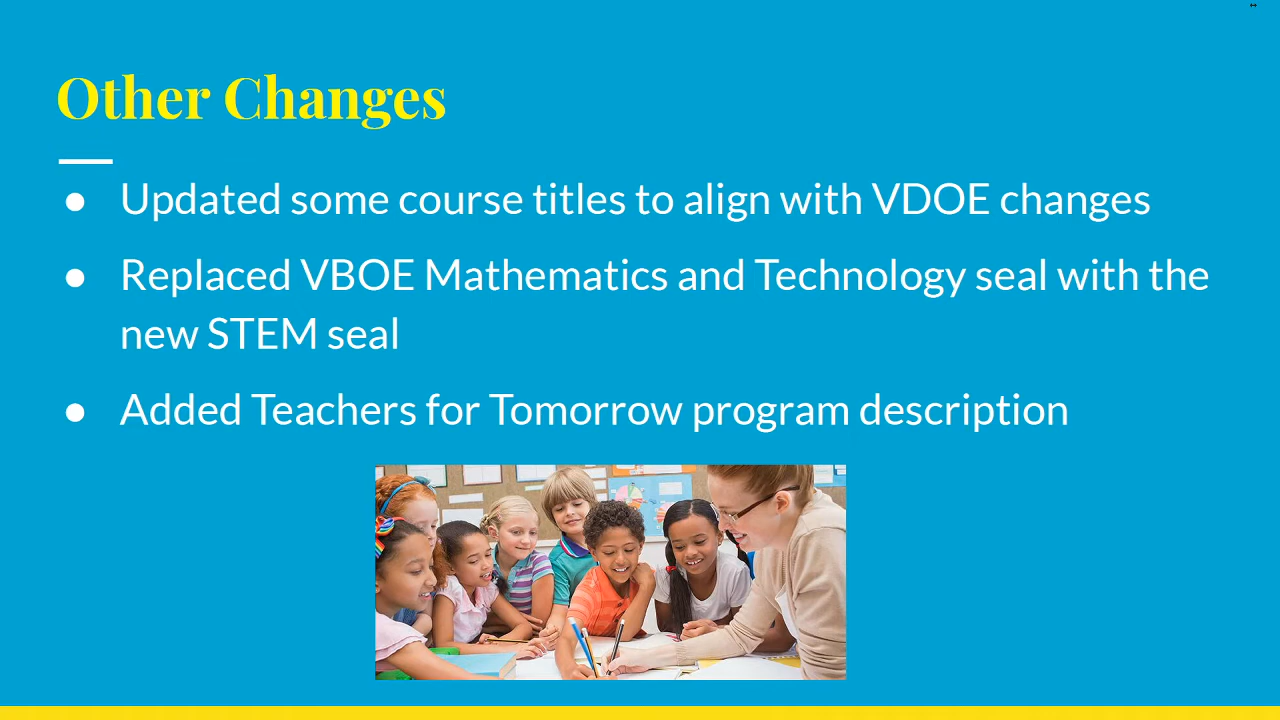 Other Changes
● Updated some course titles to align with VDOE changes
● Replaced VBOE Mathematics and Technology seal with the
new STEM seal
● Added Teachers for Tomorrow program description